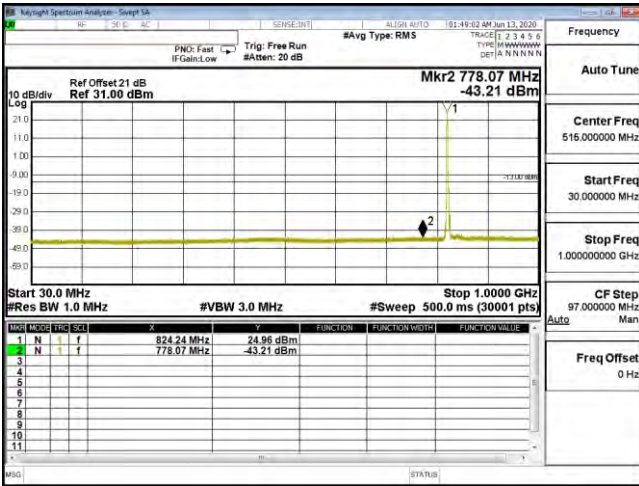 Keysight Spectrum Analyzer - Swept SA
RF 50 Ω AC SENSE:INT ALIGN AUTO 01:49:02 AM Jun 13, 2020
#Avg Type: RMS TRACE 1 2 3 4 5 6
PNO: Fast Trig: Free Run TYPE M WWWWW
IFGain:Low #Atten: 20 dB DET A N N N N N
Frequency
Auto Tune
Ref Offset 21 dB Mkr2 778.07 MHz
10 dB/div Ref 31.00 dBm -43.21 dBm
Log
1
21.0
11.0
1.00
-9.00
-13.00 dBm
-19.0
-29.0
-39.0
2
-49.0
-59.0
Center Freq
515.000000 MHz
Start Freq
30.000000 MHz
Stop Freq
1.000000000 GHz
Start 30.0 MHz Stop 1.0000 GHz
#Res BW 1.0 MHz #VBW 3.0 MHz #Sweep 500.0 ms (30001 pts)
CF Step
97.000000 MHz
Auto Man
MKR MODE TRC SCL X Y FUNCTION FUNCTION WIDTH FUNCTION VALUE
1 N 1 f 824.24 MHz 24.96 dBm
2 N 1 f 778.07 MHz -43.21 dBm
3
4
5
6
7
8
9
10
11
Freq Offset
0 Hz
MSG STATUS